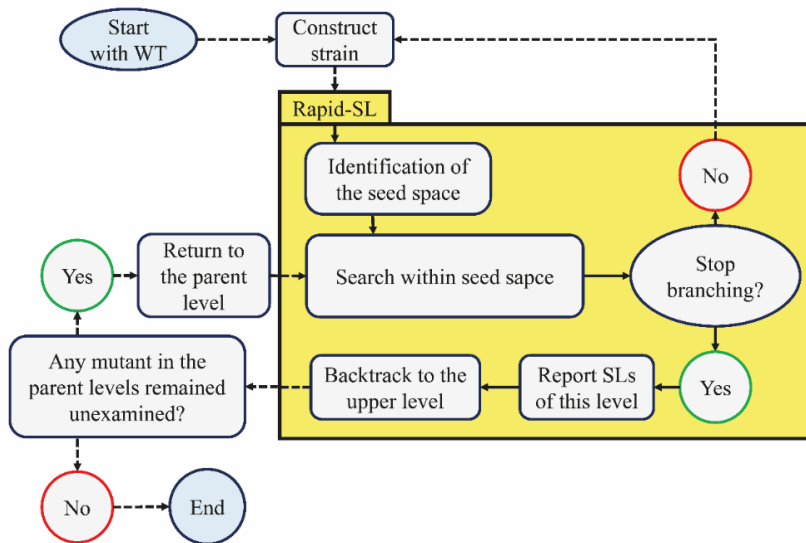 Start
with WT
Construct
strain
Rapid-SL
Identification of
the seed space
No
Yes
Return to
the parent
level
Search within seed sapce
Stop
branching?
Any mutant in the
parent levels remained
unexamined?
Backtrack to the
upper level
Report SLs
of this level
Yes
No
End